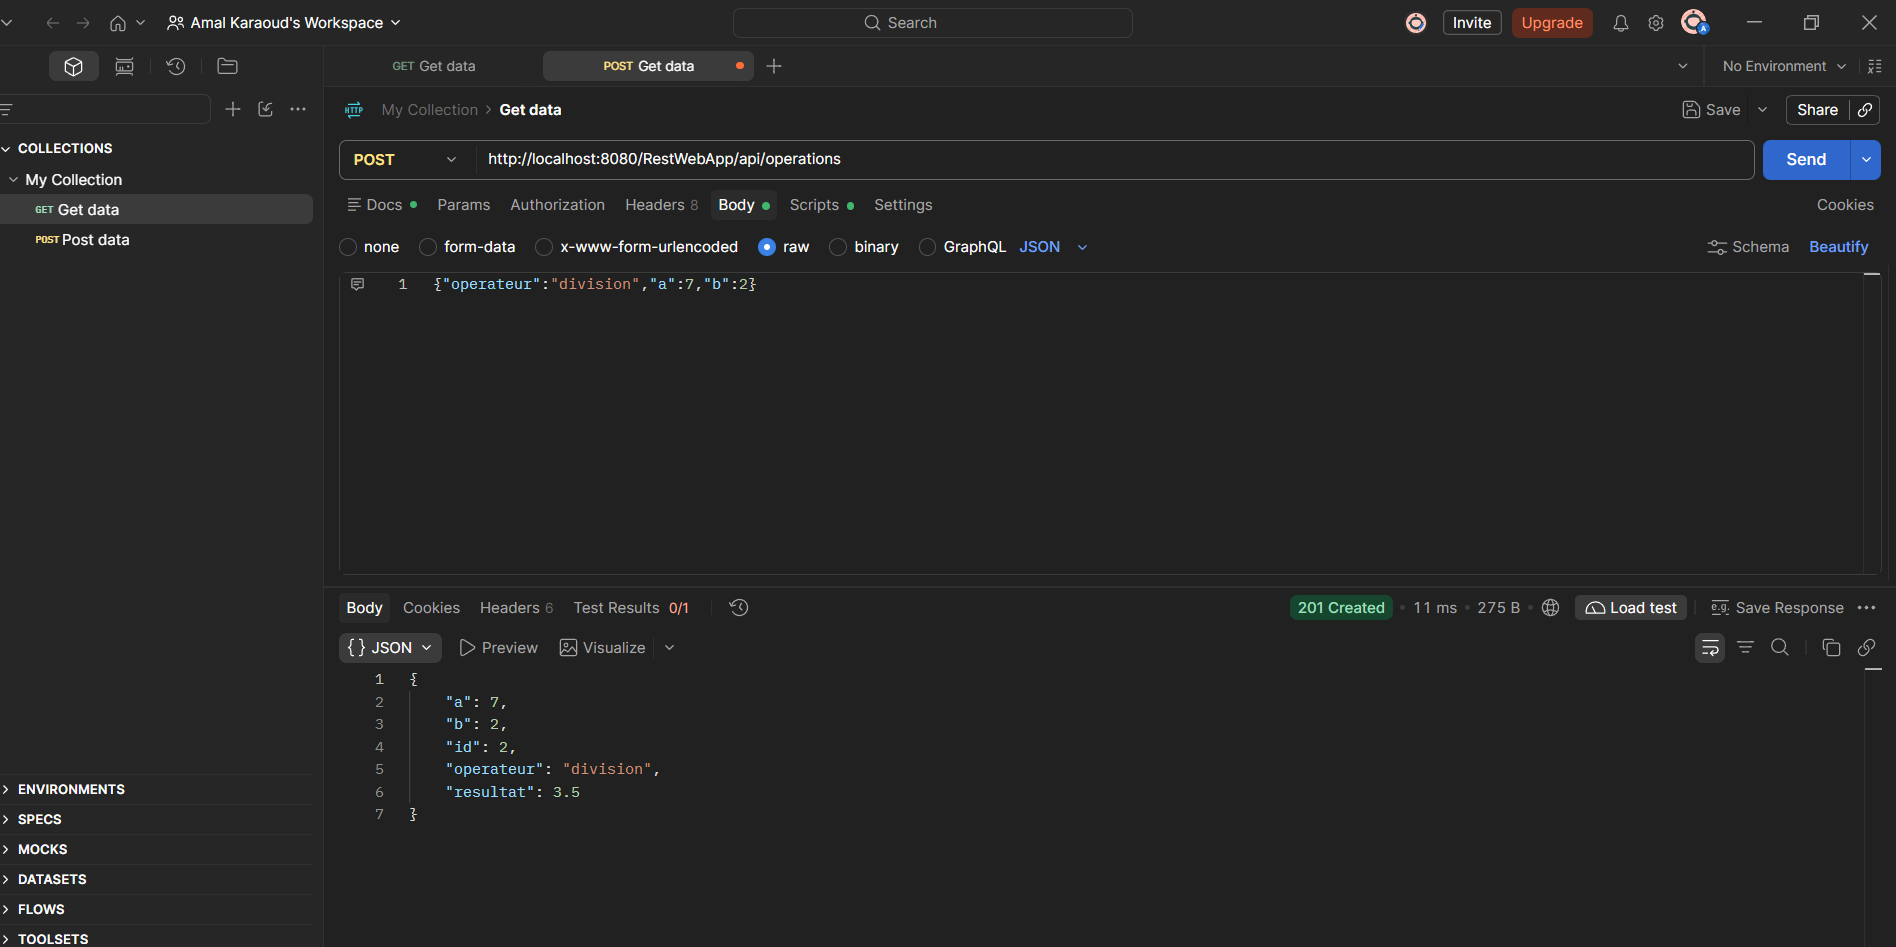 Amal Karaoud's Workspace
Search
Invite
Upgrade
GET Get data
POST Get data
No Environment
HTTP My Collection > Get data
Save
Share
COLLECTIONS
My Collection
GET Get data
POST Post data
POST
http://localhost:8080/RestWebApp/api/operations
Send
Docs
Params
Authorization
Headers 8
Body
Scripts
Settings
Cookies
none
form-data
x-www-form-urlencoded
raw
binary
GraphQL
JSON
Schema
Beautify
1 {"operateur":"division","a":7,"b":2}
Body
Cookies
Headers 6
Test Results 0/1
201 Created
11 ms
275 B
Load test
e.g. Save Response
{} JSON
Preview
Visualize
1 {
2 "a": 7,
3 "b": 2,
4 "id": 2,
5 "operateur": "division",
6 "resultat": 3.5
7 }
ENVIRONMENTS
SPECS
MOCKS
DATASETS
FLOWS
TOOLSETS